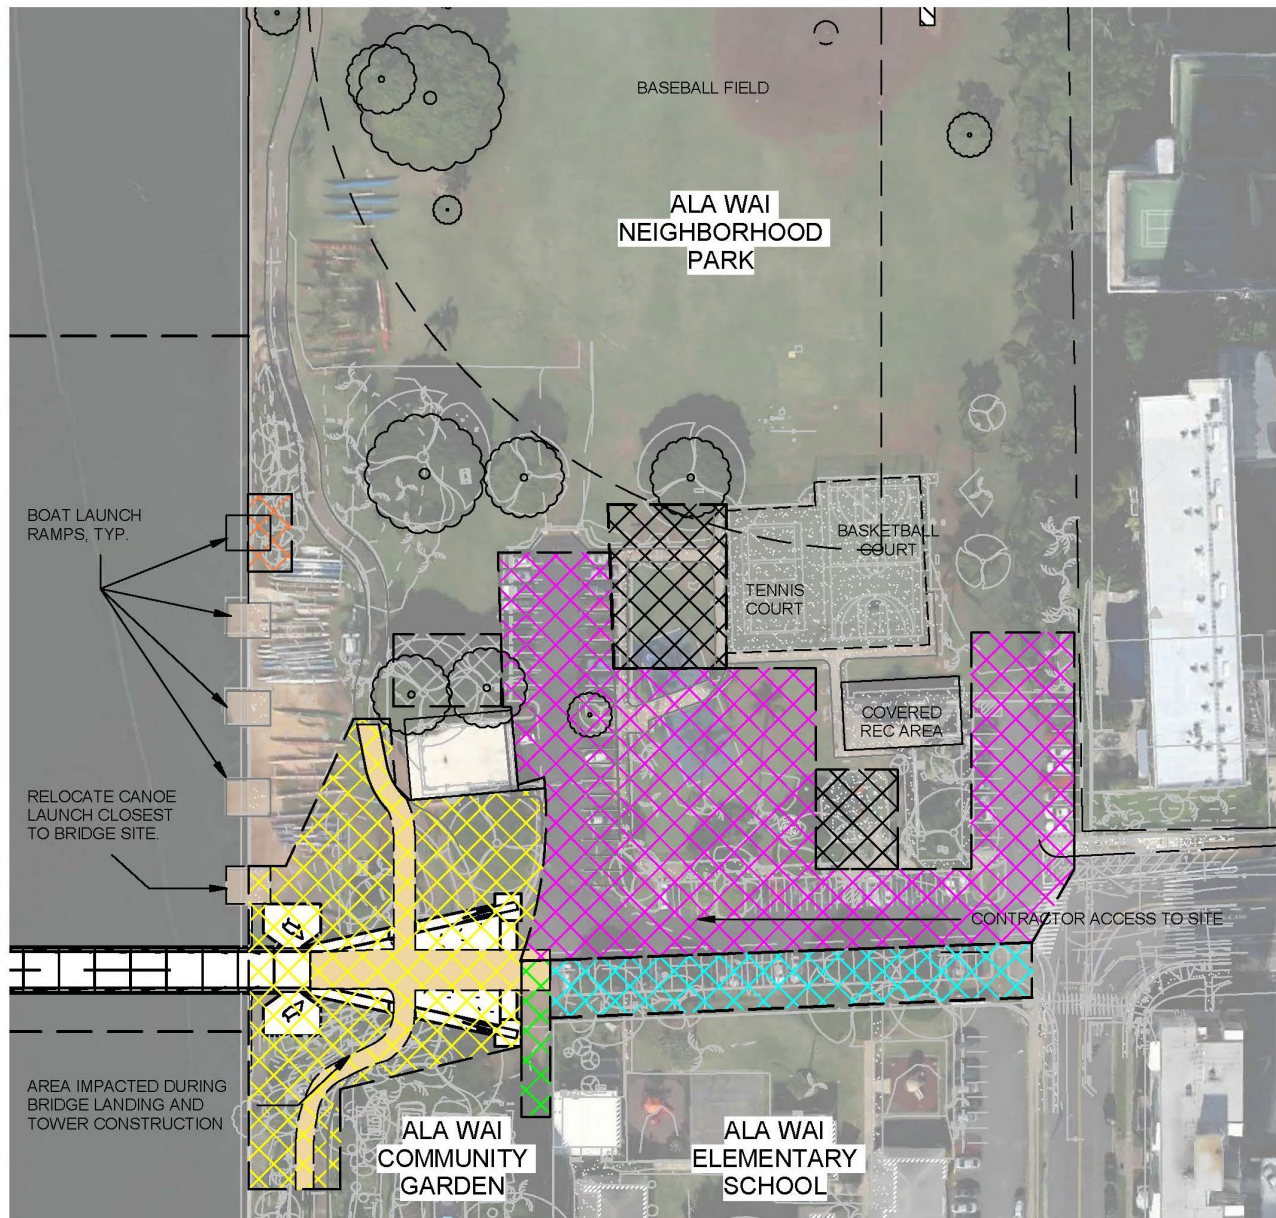 BASEBALL FIELD
ALA WAI
NEIGHBORHOOD
PARK
BOAT LAUNCH
RAMPS, TYP.
BASKETBALL
COURT
TENNIS
COURT
COVERED
REC AREA
RELOCATE CANOE
LAUNCH CLOSEST
TO BRIDGE SITE.
CONTRACTOR ACCESS TO SITE
AREA IMPACTED DURING
BRIDGE LANDING AND
TOWER CONSTRUCTION
ALA WAI
COMMUNITY
GARDEN
ALA WAI
ELEMENTARY
SCHOOL